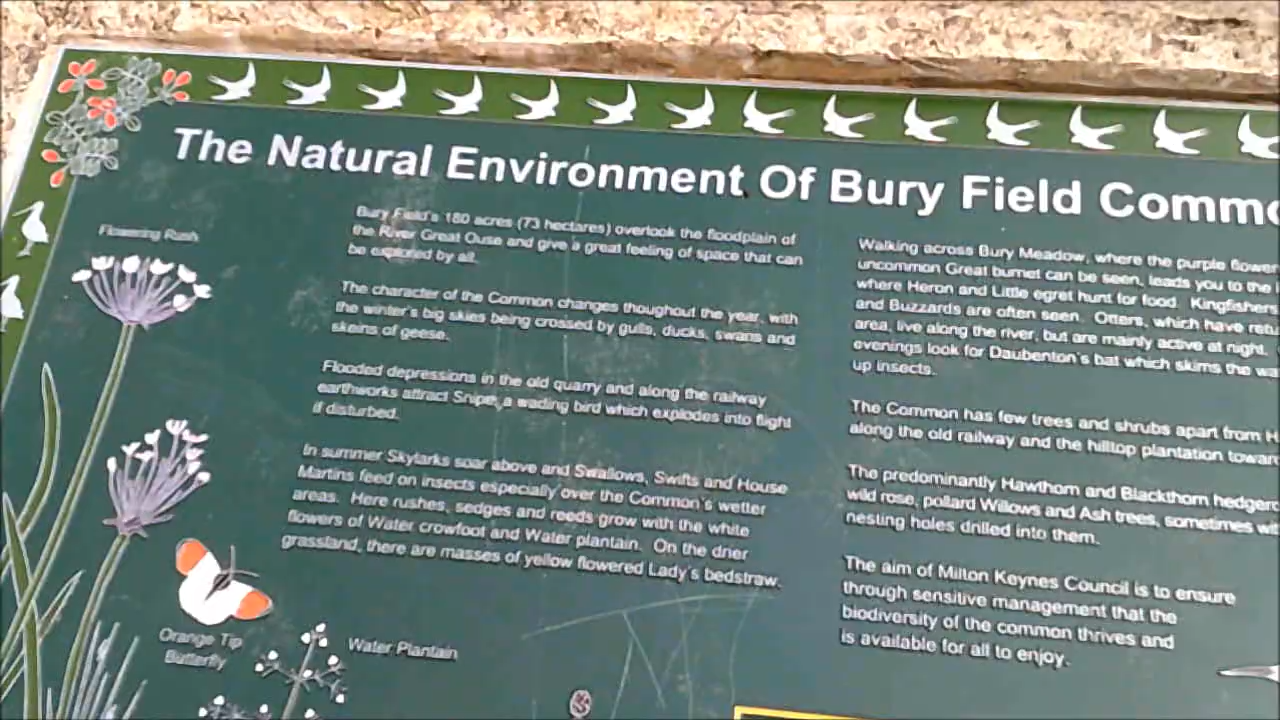 The Natural Environment Of Bury Field
Flowering Rush
Bury Field's 180 acres (73 hectares) overlook the floodplain of
the River Great Ouse and give a great feeling of space that can
be explored by all.
The character of the Common changes thoughout the year, with
the winter's big skies being crossed by gulls, ducks, swans and
skeins of geese.
Flooded depressions in the old quarry and along the railway
earthworks attract Snipe, a wading bird which explodes into flight
if disturbed.
In summer Skylarks soar above and Swallows, Swifts and House
Martins feed on insects especially over the Common's wetter
areas. Here rushes, sedges and reeds grow with the white
flowers of Water crowfoot and Water plantain. On the drier
grassland, there are masses of yellow flowered Lady's bedstraw.
Walking across Bury Meadow, where the purple
uncommon Great burnet can be seen, leads you to the
where Heron and Little egret hunt for food.
and Buzzards are often seen. Otters, which have
area, live along the river, but are mainly active at night.
evenings look for Daubenton's bat which skims the
up insects.
The Common has few trees and shrubs apart from
along the old railway and the hilltop plantation
The predominantly Hawthorn and Blackthorn
wild rose, pollard Willows and Ash trees, sometimes
nesting holes drilled into them.
The aim of Milton Keynes Council is to ensure
through sensitive management that the
biodiversity of the common thrives and
is available for all to enjoy.
Orange Tip
Butterfly
Water Plantain